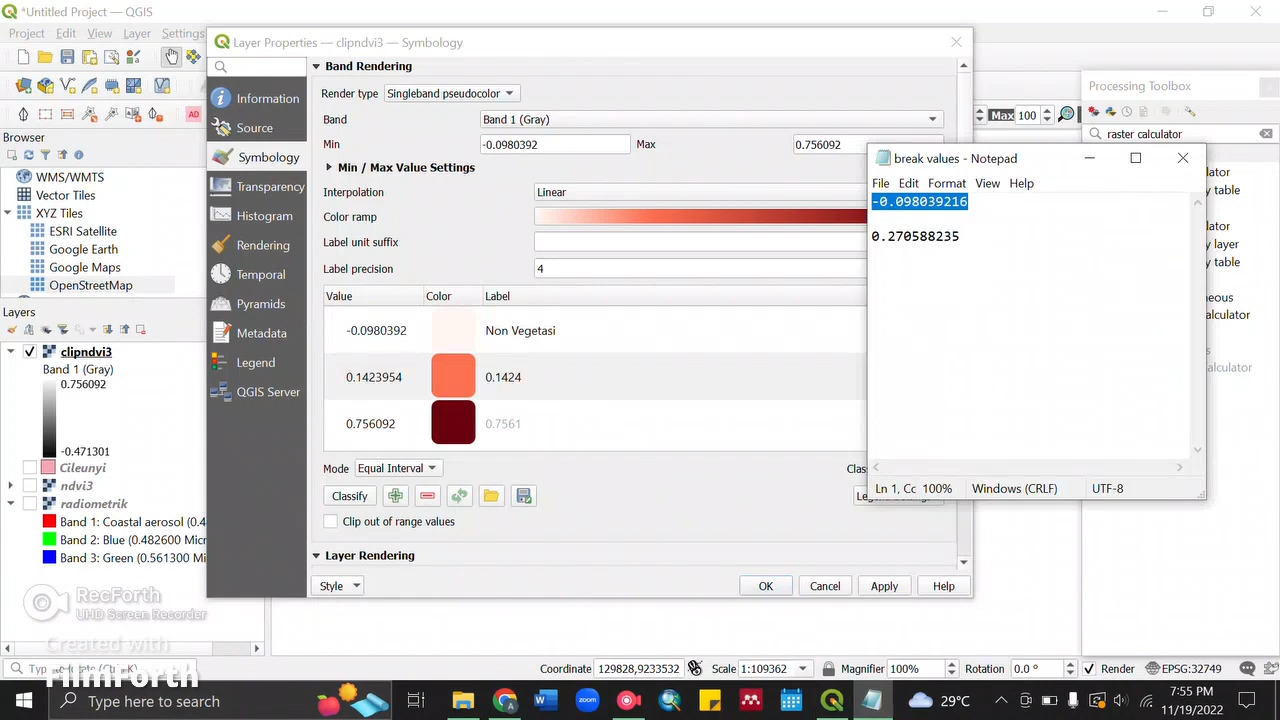 *Untitled Project — QGIS
Project Edit View Layer Settings
AD
Max 100
Browser
WMS/WMTS
Vector Tiles
XYZ Tiles
ESRI Satellite
Google Earth
Google Maps
OpenStreetMap
Layers
clipndvi3
Band 1 (Gray)
0.756092
-0.471301
Cileunyi
ndvi3
radiometrik
Band 1: Coastal aerosol (0.4
Band 2: Blue (0.482600 Micr
Band 3: Green (0.561300 Mi
RecForth
UHD Screen Recorder
Created with
FilmForth
Layer Properties — clipndvi3 — Symbology
Information
Source
Symbology
Transparency
Histogram
Rendering
Temporal
Pyramids
Metadata
Legend
QGIS Server
Band Rendering
Render type Singleband pseudocolor
Band Band 1 (Gray)
Min -0.0980392 Max 0.756092
Min / Max Value Settings
Interpolation Linear
Color ramp
Label unit suffix
Label precision 4
Value Color Label
-0.0980392 Non Vegetasi
0.1423954 0.1424
0.756092 0.7561
Mode Equal Interval
Classify
Clip out of range values
Layer Rendering
Style OK Cancel Apply Help
break values - Notepad
File Edit Format View Help
-0.098039216
0.270588235
Ln 1, Cc 100% Windows (CRLF) UTF-8
Processing Toolbox
raster calculator
Coordinate 129828,9233532 Scale 1:109362 Magnifier 100% Rotation 0.0 ° Render EPSG:32749
Type here to search
29°C
7:55 PM
11/19/2022